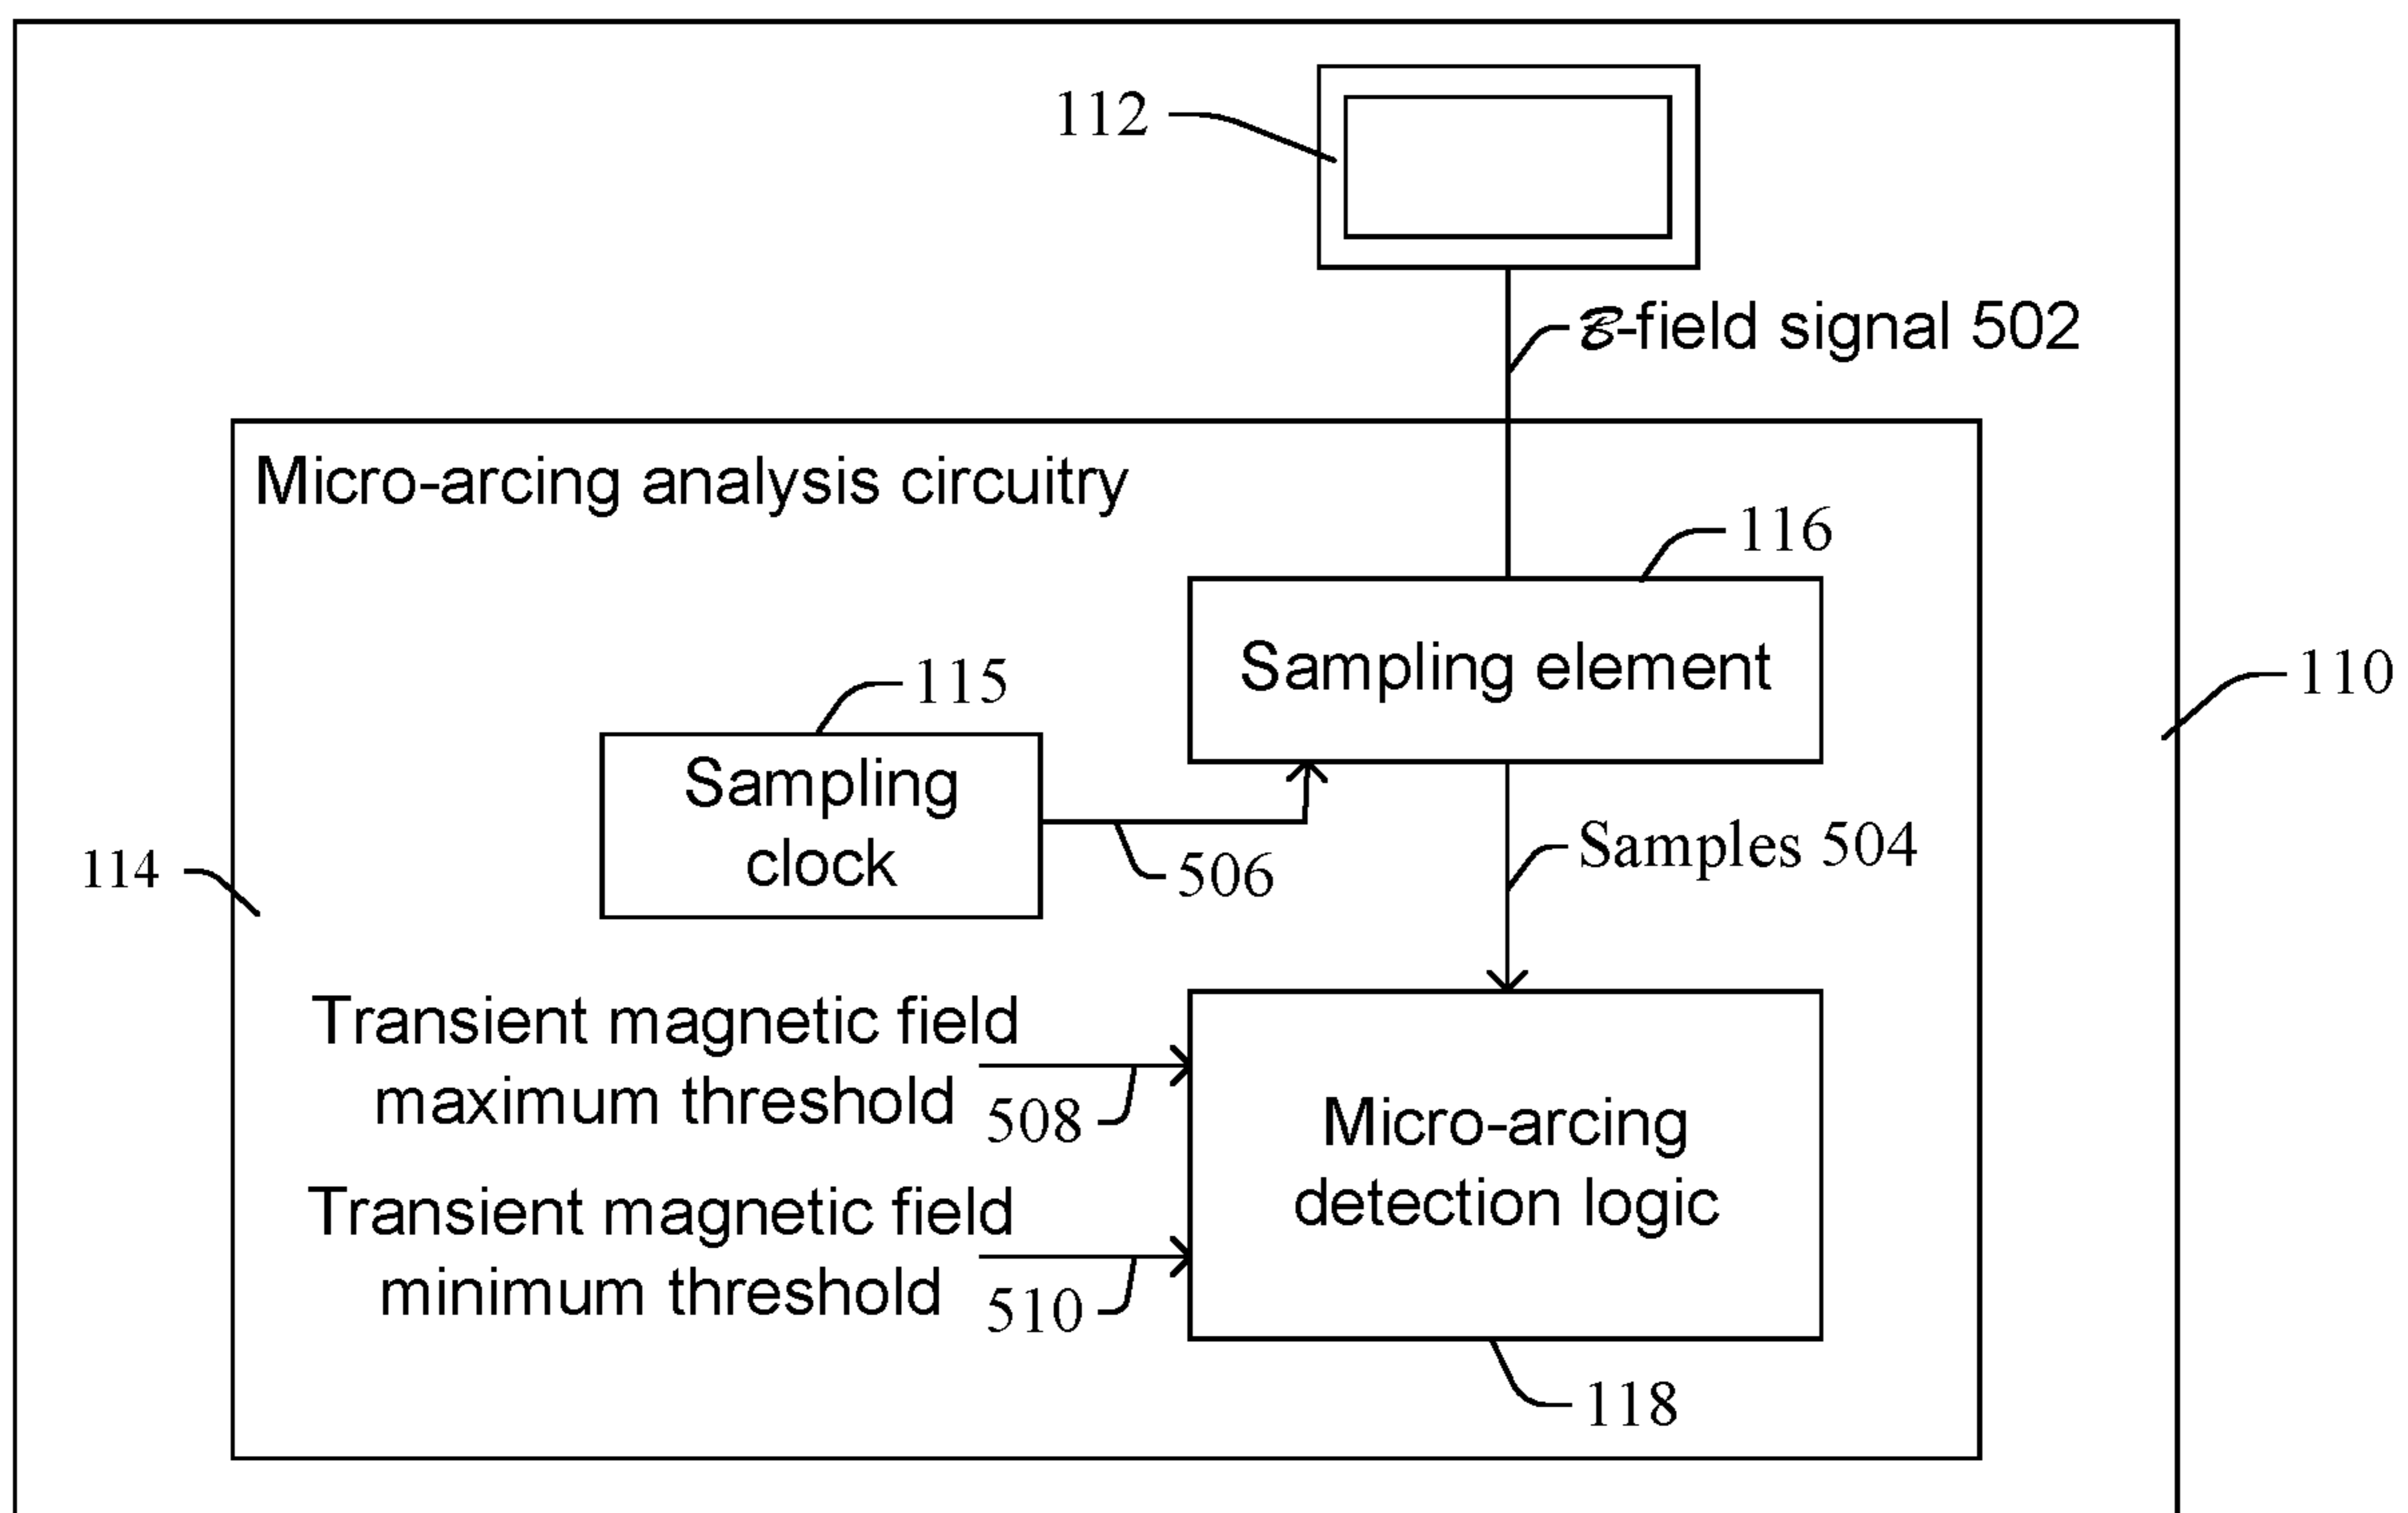 112
ℬ-field signal 502
Micro-arcing analysis circuitry
116
Sampling element
115
110
Sampling
clock
506
Samples 504
114
Transient magnetic field
maximum threshold
508
Transient magnetic field
minimum threshold
510
Micro-arcing
detection logic
118